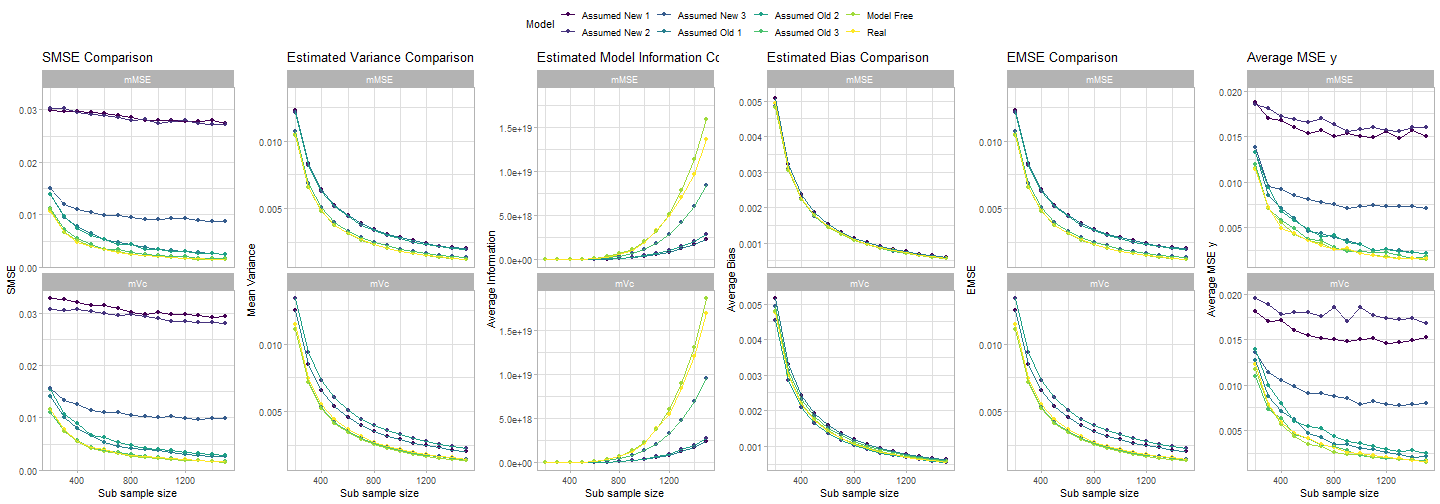 Model
Assumed New 1
Assumed New 3
Assumed Old 2
Model Free
Assumed New 2
Assumed Old 1
Assumed Old 3
Real
SMSE Comparison
mMSE
0.03
0.02
0.01
0.00
mVc
0.03
0.02
0.01
0.00
SMSE
400
800
1200
Sub sample size
Estimated Variance Comparison
mMSE
0.010
0.005
mVc
0.010
0.005
Mean Variance
400
800
1200
Sub sample size
Estimated Model Information Co
mMSE
1.5e+19
1.0e+19
5.0e+18
0.0e+00
mVc
1.5e+19
1.0e+19
5.0e+18
0.0e+00
Average Information
400
800
1200
Sub sample size
Estimated Bias Comparison
mMSE
0.005
0.004
0.003
0.002
0.001
mVc
0.005
0.004
0.003
0.002
0.001
Average Bias
400
800
1200
Sub sample size
EMSE Comparison
mMSE
0.010
0.005
mVc
0.010
0.005
EMSE
400
800
1200
Sub sample size
Average MSE y
mMSE
0.020
0.015
0.010
0.005
mVc
0.020
0.015
0.010
0.005
Average MSE y
400
800
1200
Sub sample size